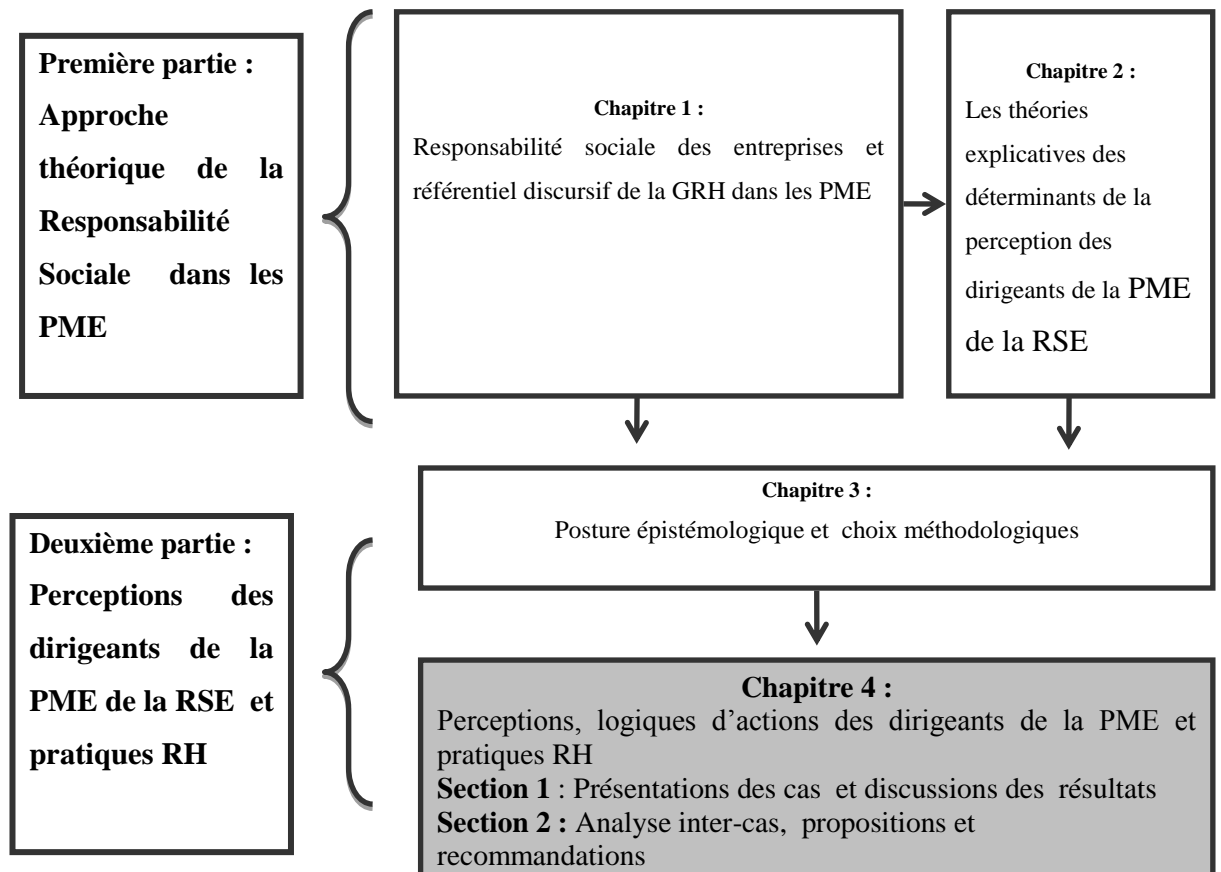 Première partie :
Approche
théorique de la
Responsabilité
Sociale dans les
PME
Chapitre 1 :
Responsabilité sociale des entreprises et
référentiel discursif de la GRH dans les PME
Chapitre 2 :
Les théories
explicatives des
déterminants de la
perception des
dirigeants de la PME
de la RSE
Deuxième partie :
Perceptions des
dirigeants de la
PME de la RSE et
pratiques RH
Chapitre 3 :
Posture épistémologique et choix méthodologiques
Chapitre 4 :
Perceptions, logiques d'actions des dirigeants de la PME et
pratiques RH
Section 1 : Présentations des cas et discussions des résultats
Section 2 : Analyse inter-cas, propositions et
recommandations